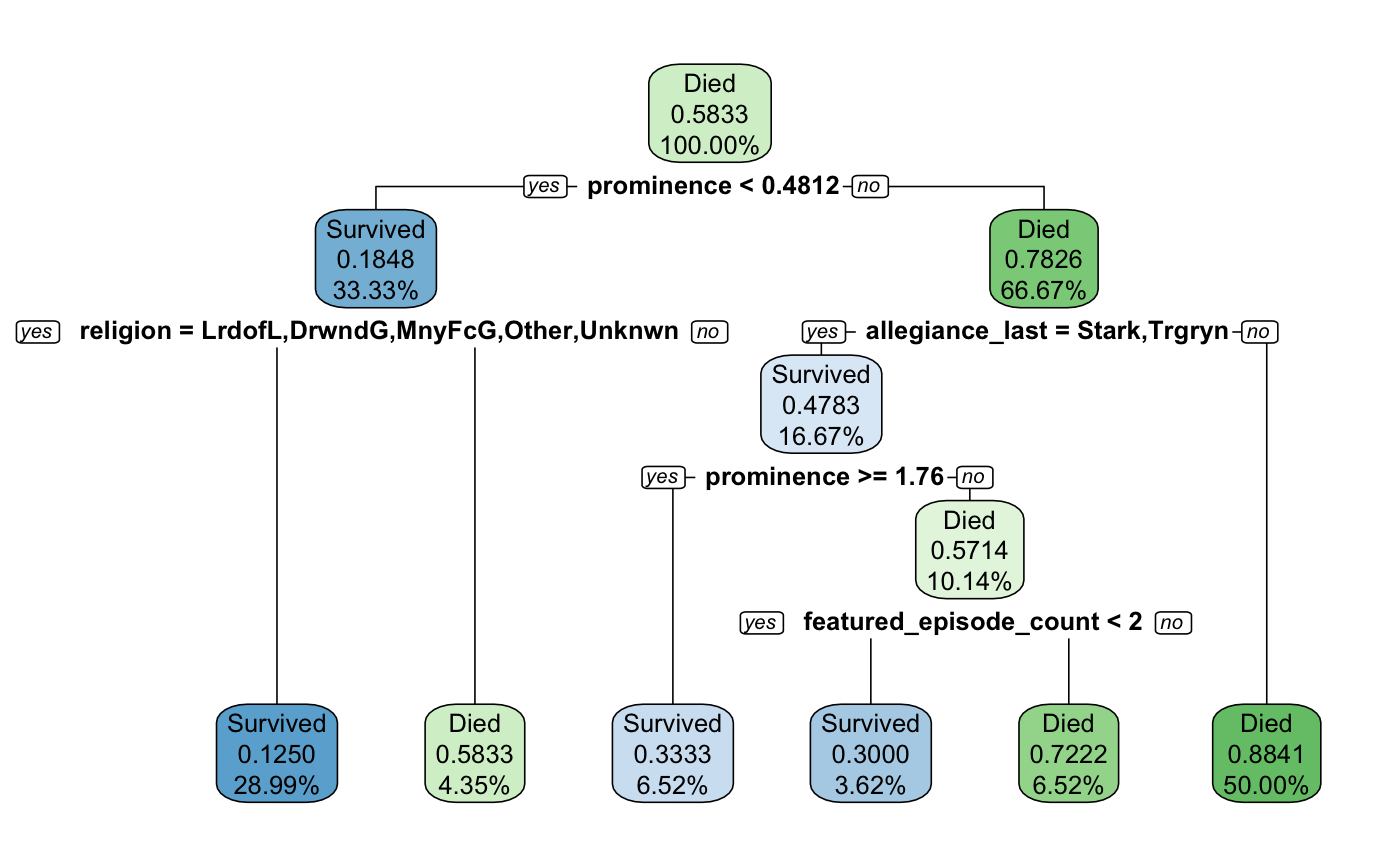 Died
0.5833
100.00%
yes prominence < 0.4812 no
Survived
0.1848
33.33%
Died
0.7826
66.67%
yes religion = LrdofL,DrwndG,MnyFcG,Other,Unknwn no
yes allegiance_last = Stark,Trgryn no
Survived
0.4783
16.67%
yes prominence >= 1.76 no
Died
0.5714
10.14%
yes featured_episode_count < 2 no
Survived
0.1250
28.99%
Died
0.5833
4.35%
Survived
0.3333
6.52%
Survived
0.3000
3.62%
Died
0.7222
6.52%
Died
0.8841
50.00%